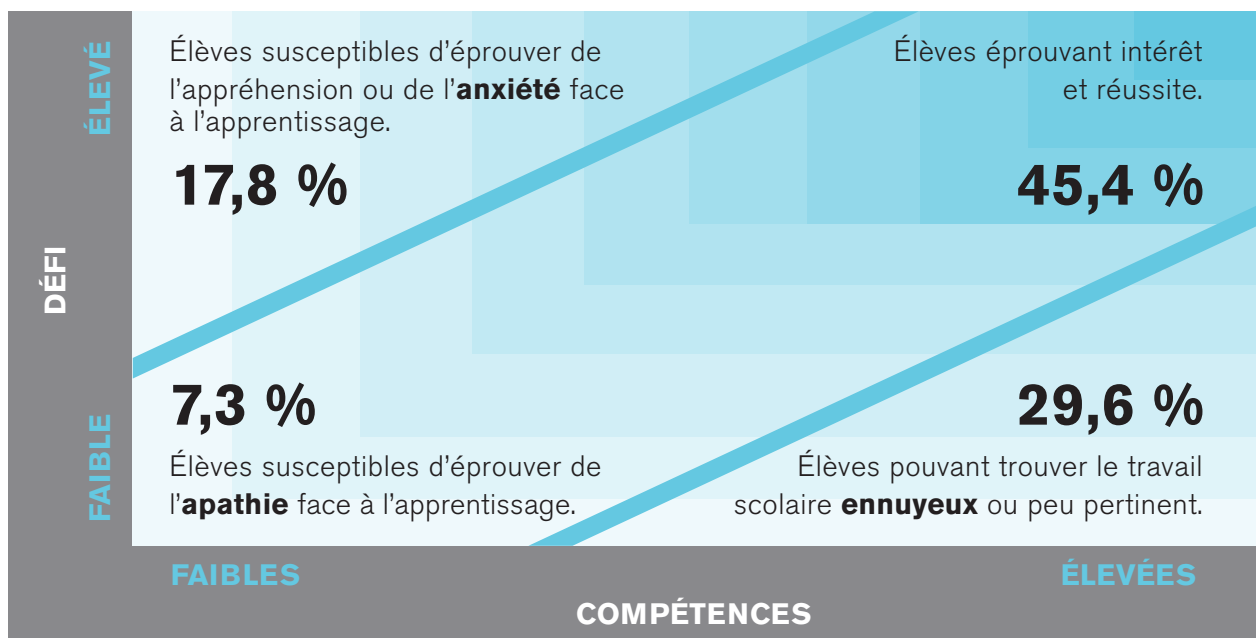 ÉLEVÉ
DÉFI
FAIBLE
Élèves susceptibles d'éprouver de
l'appréhension ou de l'anxiété face
à l'apprentissage.
17,8 %
Élèves éprouvant intérêt
et réussite.
45,4 %
7,3 %
Élèves susceptibles d'éprouver de
l'apathie face à l'apprentissage.
29,6 %
Élèves pouvant trouver le travail
scolaire ennuyeux ou peu pertinent.
FAIBLES
ÉLEVÉES
COMPÉTENCES